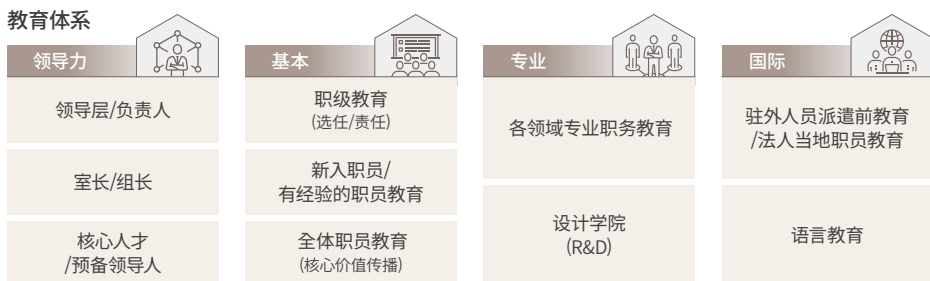 教育体系
领导力
领导层/负责人
室长/组长
核心人才
/预备领导人
基本
职级教育
(选任/责任)
新入职员/
有经验的职员教育
全体职员教育
(核心价值传播)
专业
各领域专业职务教育
设计学院
(R&D)
国际
驻外人员派遣前教育
/法人当地职员教育
语言教育